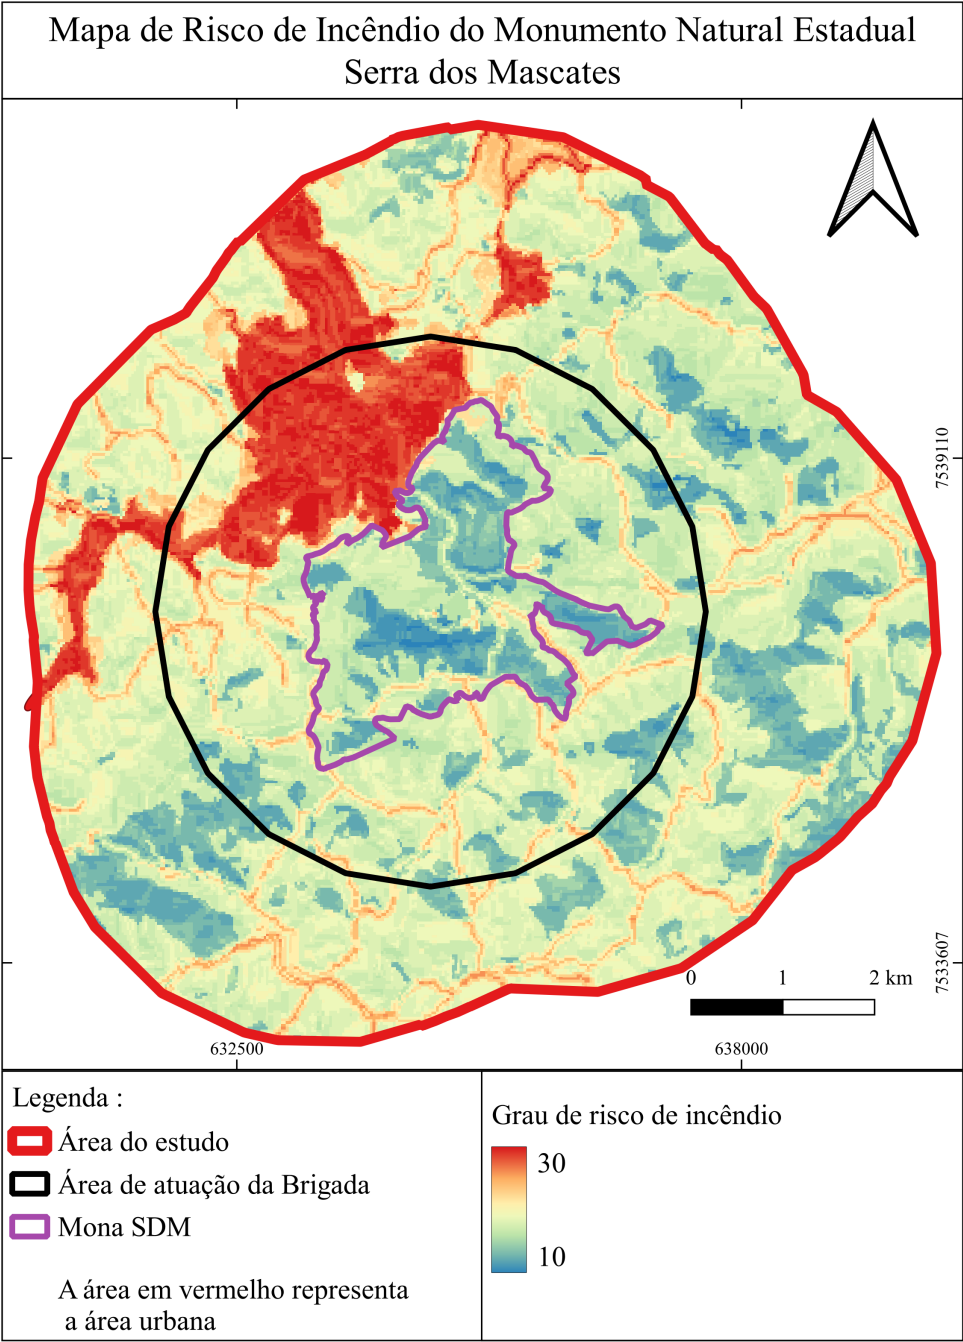 Mapa de Risco de Incêndio do Monumento Natural Estadual
Serra dos Mascates
7539110
7533607
0 1 2 km
632500 638000
Legenda :
Área do estudo
Área de atuação da Brigada
Mona SDM
A área em vermelho representa
a área urbana
Grau de risco de incêndio
30
10